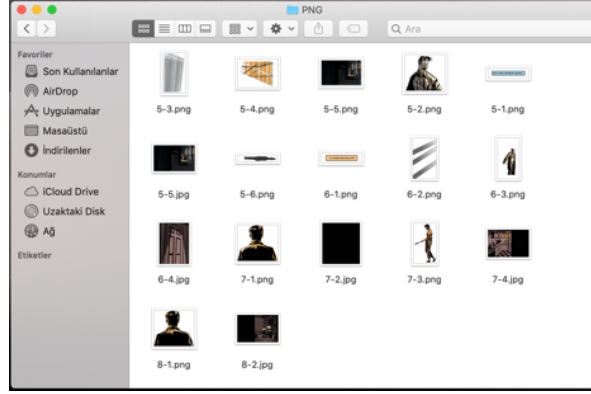 PNG
Ara
Favoriler
Son Kullanılanlar
AirDrop
Uygulamalar
Masaüstü
İndirilenler
Konumlar
iCloud Drive
Uzaktaki Disk
Ağ
Etiketler
5-3.png 5-4.png 5-5.png 5-2.png 5-1.png
5-5.jpg 5-6.png 6-1.png 6-2.png 6-3.png
6-4.jpg 7-1.png 7-2.jpg 7-3.png 7-4.jpg
8-1.png 8-2.jpg